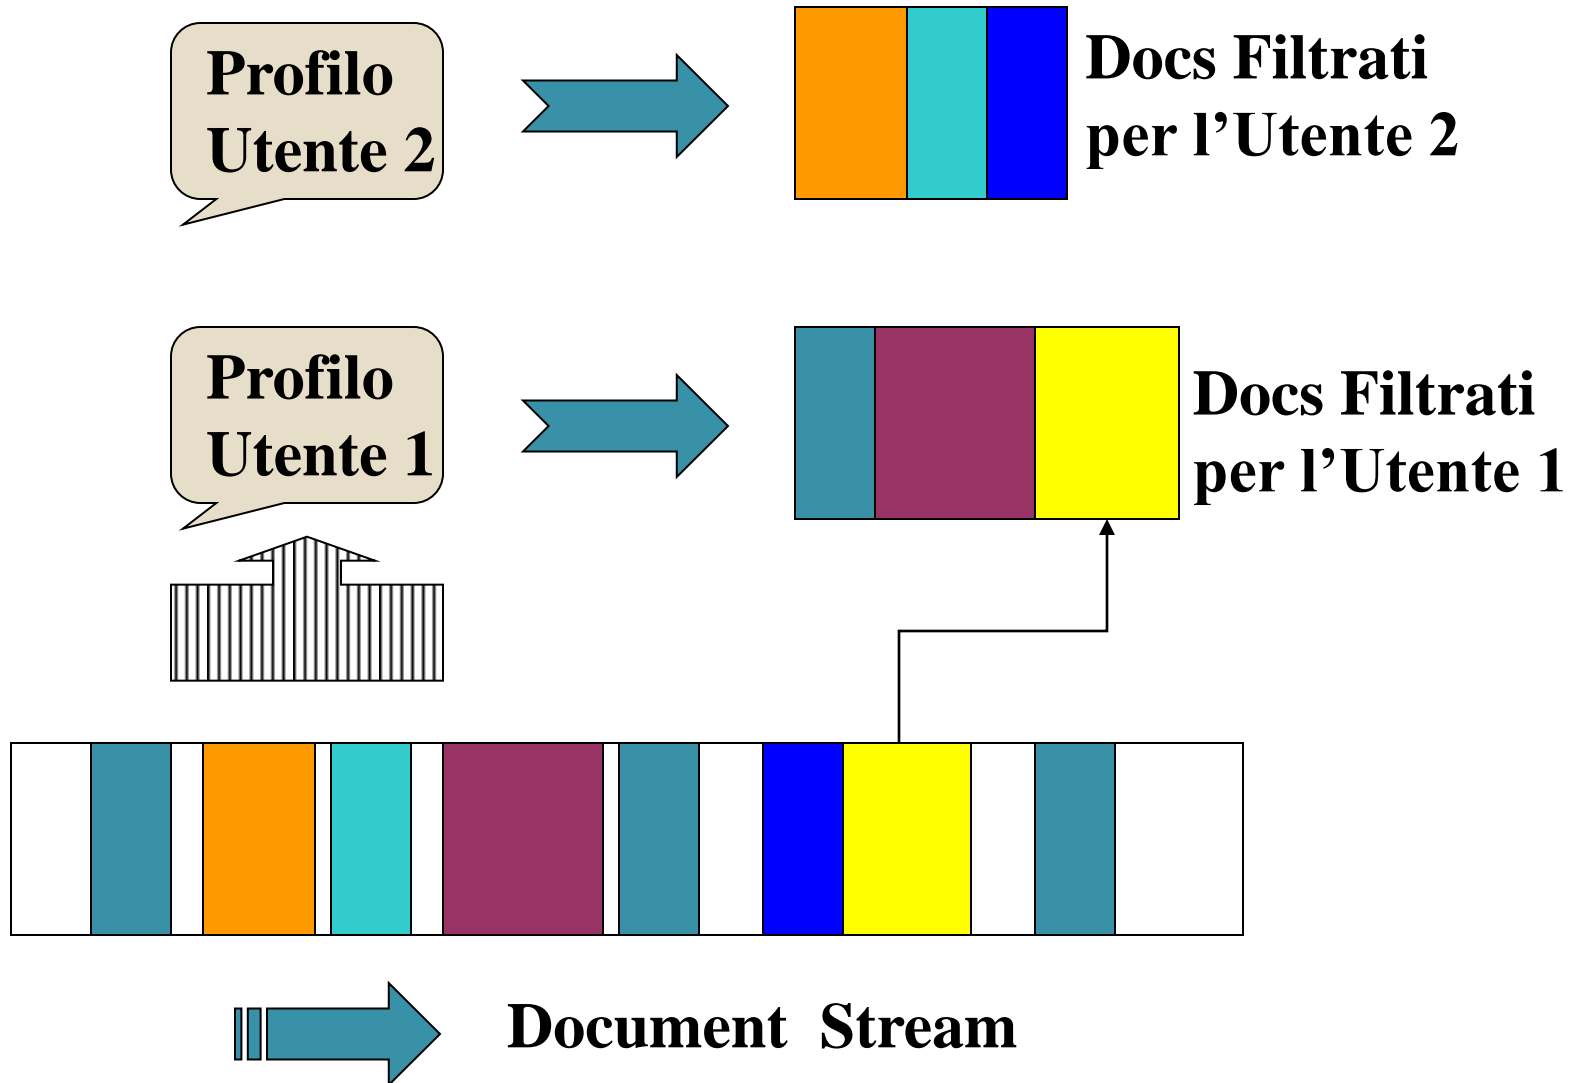 Profilo
Utente 2
Docs Filtrati
per l’Utente 2
Profilo
Utente 1
Docs Filtrati
per l’Utente 1
Document Stream